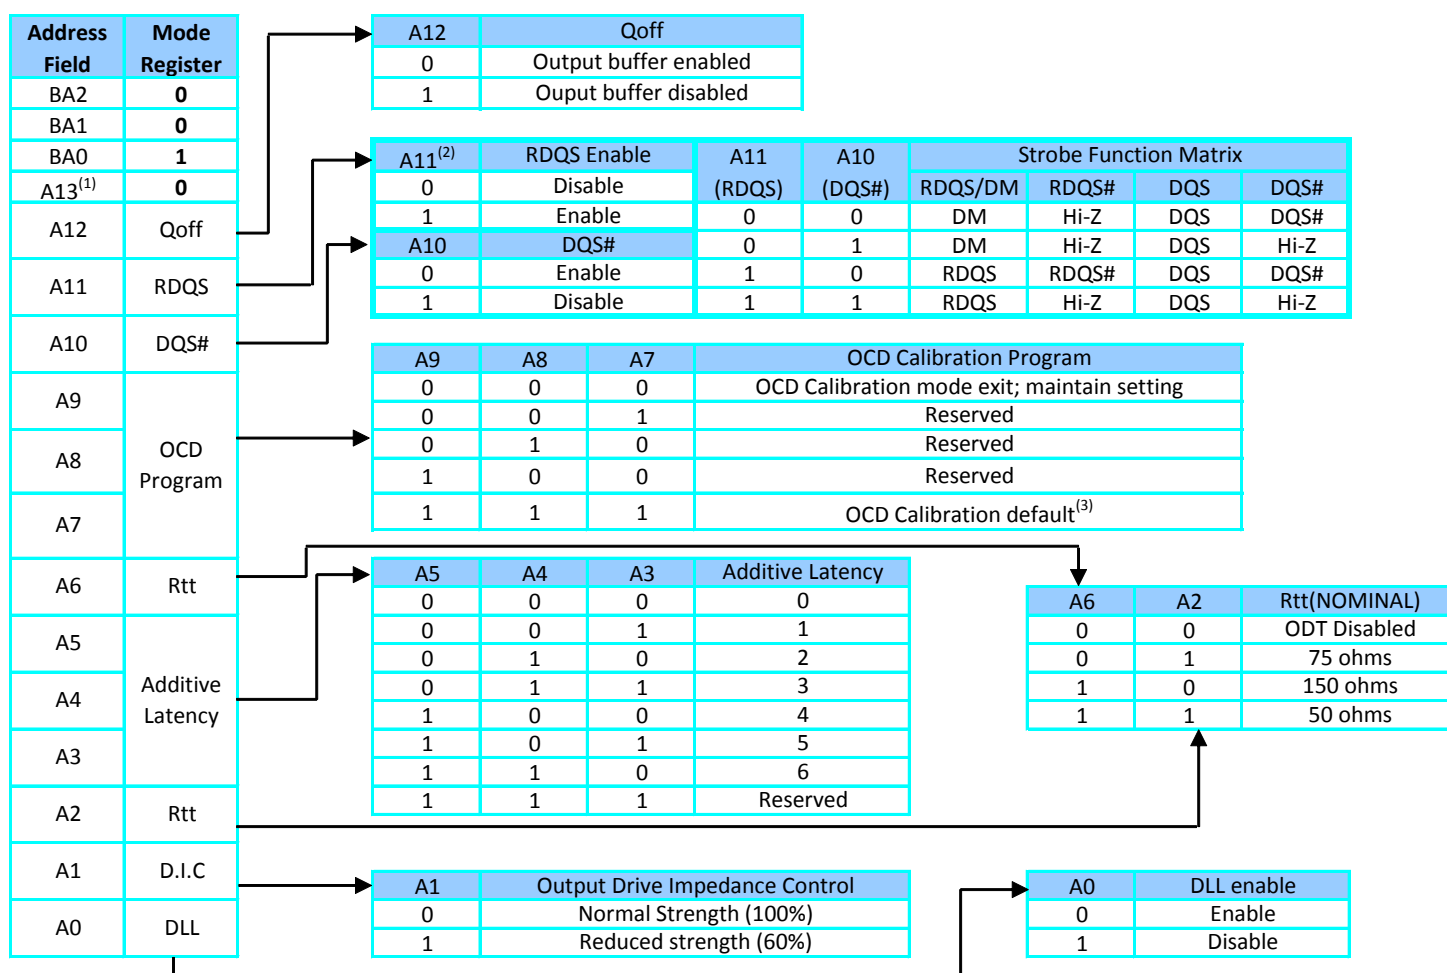 Address Field Mode Register
BA2 0
BA1 0
BA0 1
A13(1) 0
A12 Qoff
A11 RDQS
A10 DQS#
A9
A8 OCD Program
A7
A6 Rtt
A5
A4 Additive Latency
A3
A2 Rtt
A1 D.I.C
A0 DLL
A12 Qoff
0 Output buffer enabled
1 Ouput buffer disabled
A11(2) RDQS Enable
0 Disable
1 Enable
A10 DQS#
0 Enable
1 Disable
A11 (RDQS) A10 (DQS#) Strobe Function Matrix
RDQS/DM RDQS# DQS DQS#
0 0 DM Hi-Z DQS DQS#
0 1 DM Hi-Z DQS Hi-Z
1 0 RDQS RDQS# DQS DQS#
1 1 RDQS Hi-Z DQS Hi-Z
A9 A8 A7 OCD Calibration Program
0 0 0 OCD Calibration mode exit; maintain setting
0 0 1 Reserved
0 1 0 Reserved
1 0 0 Reserved
1 1 1 OCD Calibration default(3)
A5 A4 A3 Additive Latency
0 0 0 0
0 0 1 1
0 1 0 2
0 1 1 3
1 0 0 4
1 0 1 5
1 1 0 6
1 1 1 Reserved
A6 A2 Rtt(NOMINAL)
0 0 ODT Disabled
0 1 75 ohms
1 0 150 ohms
1 1 50 ohms
A1 Output Drive Impedance Control
0 Normal Strength (100%)
1 Reduced strength (60%)
A0 DLL enable
0 Enable
1 Disable